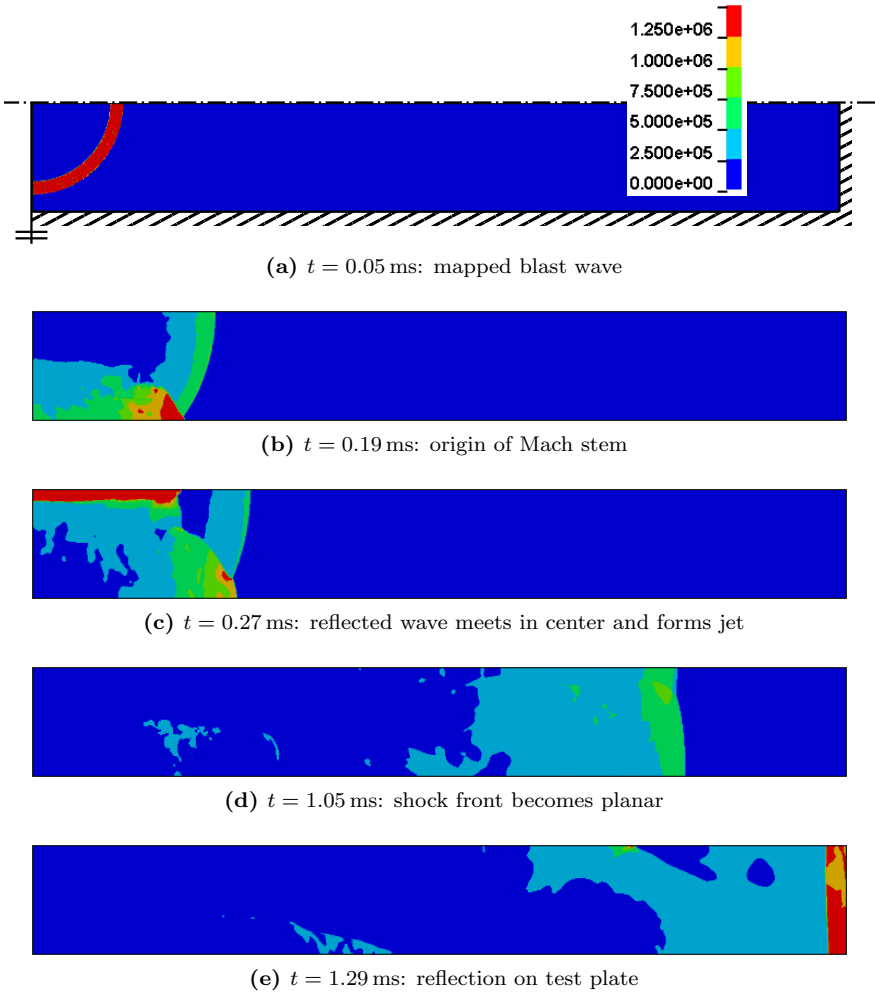 1.250e+06
1.000e+06
7.500e+05
5.000e+05
2.500e+05
0.000e+00
(a) t = 0.05 ms: mapped blast wave
(b) t = 0.19 ms: origin of Mach stem
(c) t = 0.27 ms: reflected wave meets in center and forms jet
(d) t = 1.05 ms: shock front becomes planar
(e) t = 1.29 ms: reflection on test plate